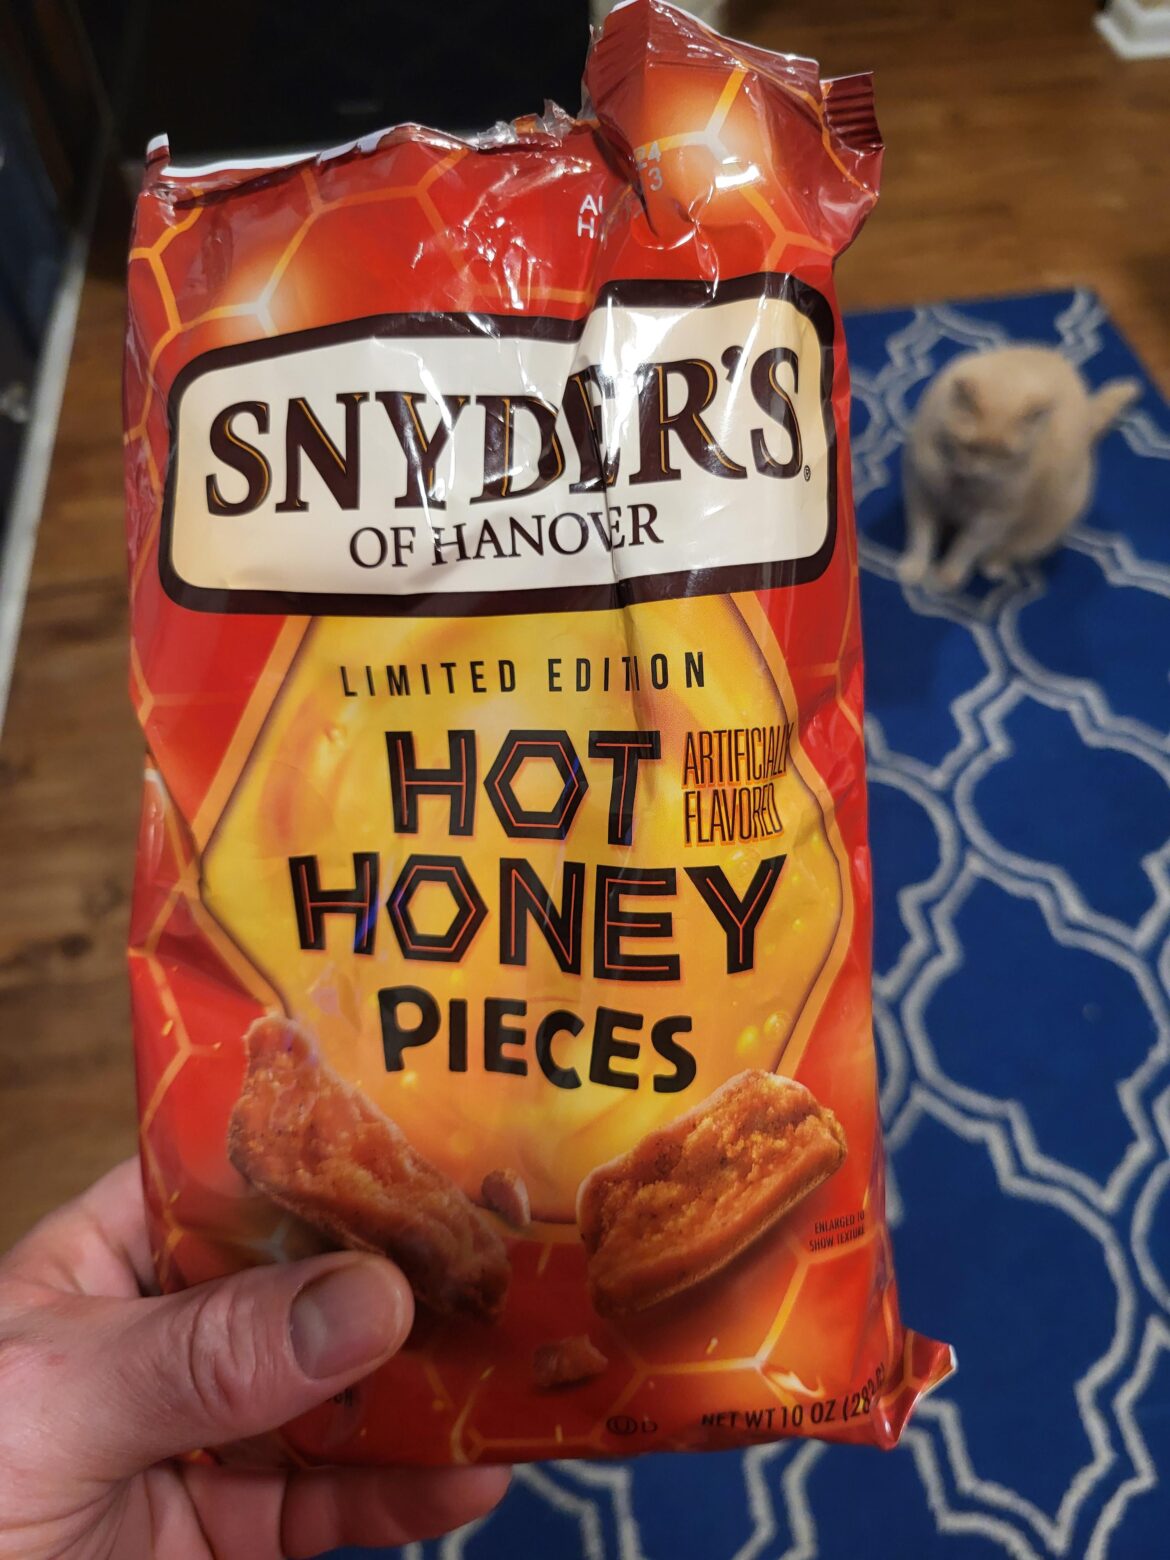 SNYDER'S
OF HANOVER
LIMITED EDITION
HOT
ARTIFICIALLY
FLAVORED
HONEY
PIECES
ENLARGED TO
SHOW TEXTURE
NET WT 10 OZ